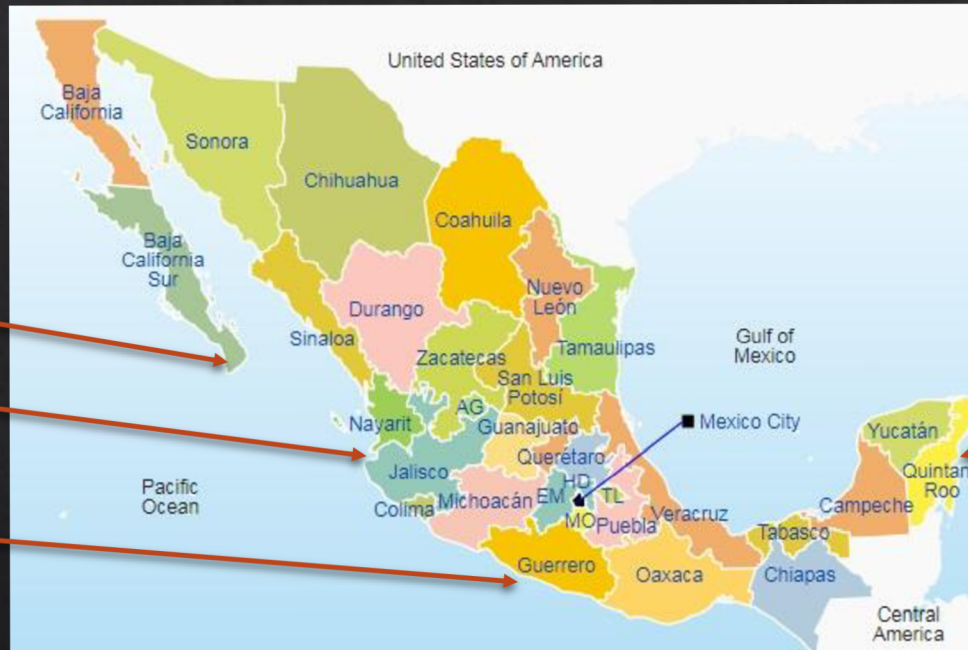 United States of America
Baja
California
Sonora
Chihuahua
Coahuila
Baja
California
Sur
Nuevo
León
Durango
Sinaloa
Zacatecas
Tamaulipas
Gulf of
Mexico
San Luis
Potosí
AG
Nayarit
Guanajuato
Mexico City
Yucatán
Querétaro
Jalisco
Quintan
Roo
Pacific
Ocean
HD
Michoacán
EM
TL
Campeche
Colima
Veracruz
MO
Puebla
Tabasco
Guerrero
Oaxaca
Chiapas
Central
America